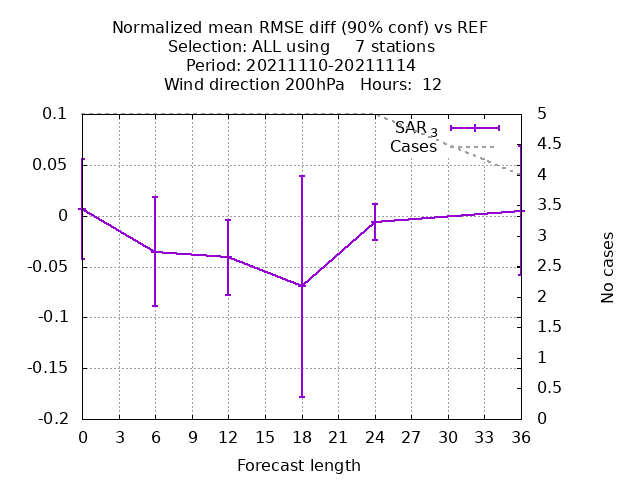 Normalized mean RMSE diff (90% conf) vs REF
Selection: ALL using     7 stations
Period: 20211110-20211114
Wind direction 200hPa   Hours:  12
SAR 3
Cases
0.1
0.05
0
-0.05
-0.1
-0.15
-0.2
5
4.5
4
3.5
3
2.5
2
1.5
1
0.5
0
No cases
0 3 6 9 12 15 18 21 24 27 30 33 36
Forecast length